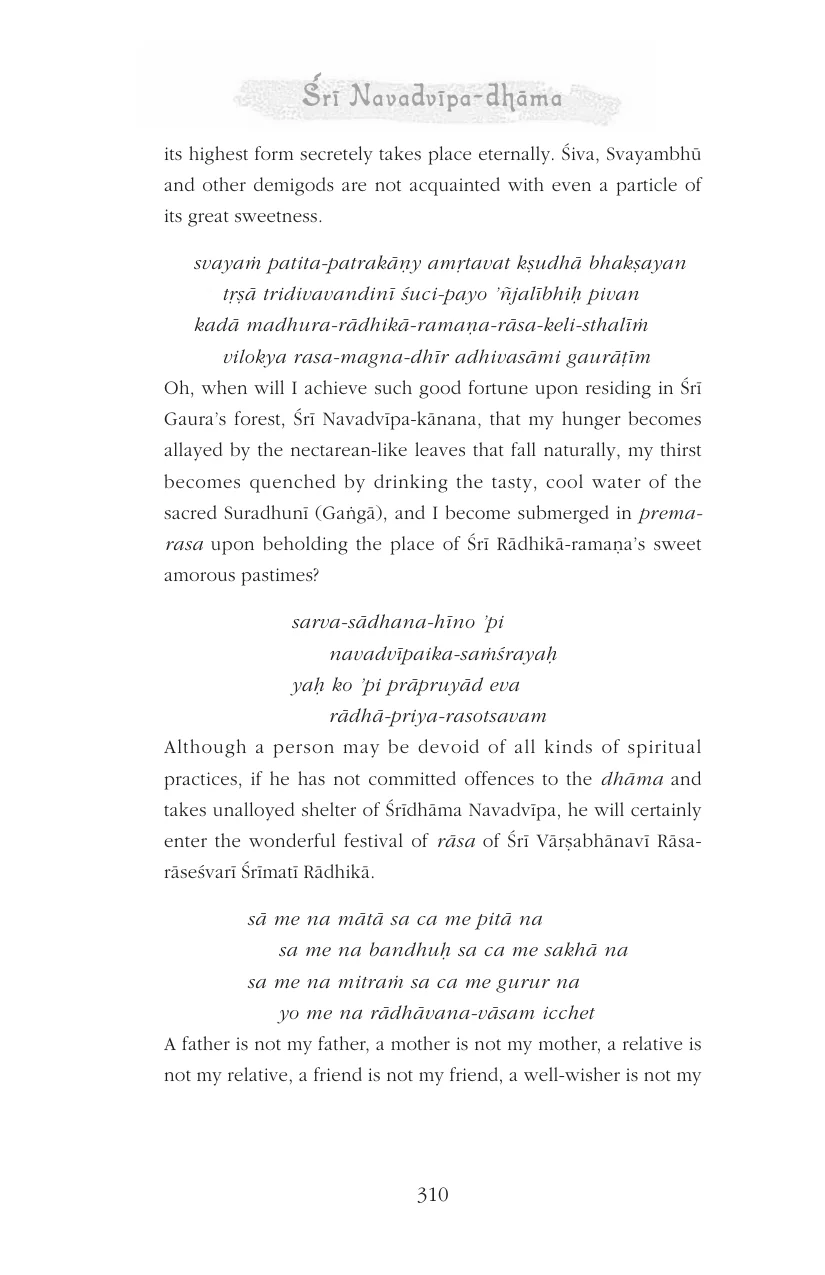 Śrī Navadvīpa-dhāma
its highest form secretely takes place eternally. Śiva, Svayambhū
and other demigods are not acquainted with even a particle of
its great sweetness.
svayaṁ patita-patrakāṇy amṛtavat kṣudhā bhakṣayan
tṛṣā tridivavandinī śuci-payo ’ñjalībhiḥ pivan
kadā madhura-rādhikā-ramaṇa-rāsa-keli-sthalīṁ
vilokya rasa-magna-dhīr adhivasāmi gaurāṭīm
Oh, when will I achieve such good fortune upon residing in Śrī
Gaura’s forest, Śrī Navadvīpa-kānana, that my hunger becomes
allayed by the nectarean-like leaves that fall naturally, my thirst
becomes quenched by drinking the tasty, cool water of the
sacred Suradhunī (Gaṅgā), and I become submerged in prema-
rasa upon beholding the place of Śrī Rādhikā-ramaṇa’s sweet
amorous pastimes?
sarva-sādhana-hīno ’pi
navadvīpaika-saṁśrayaḥ
yaḥ ko ’pi prāpruyād eva
rādhā-priya-rasotsavam
Although a person may be devoid of all kinds of spiritual
practices, if he has not committed offences to the dhāma and
takes unalloyed shelter of Śrīdhāma Navadvīpa, he will certainly
enter the wonderful festival of rāsa of Śrī Vārṣabhānavī Rāsa-
rāseśvarī Śrīmatī Rādhikā.
sā me na mātā sa ca me pitā na
sa me na bandhuḥ sa ca me sakhā na
sa me na mitraṁ sa ca me gurur na
yo me na rādhāvana-vāsam icchet
A father is not my father, a mother is not my mother, a relative is
not my relative, a friend is not my friend, a well-wisher is not my
310